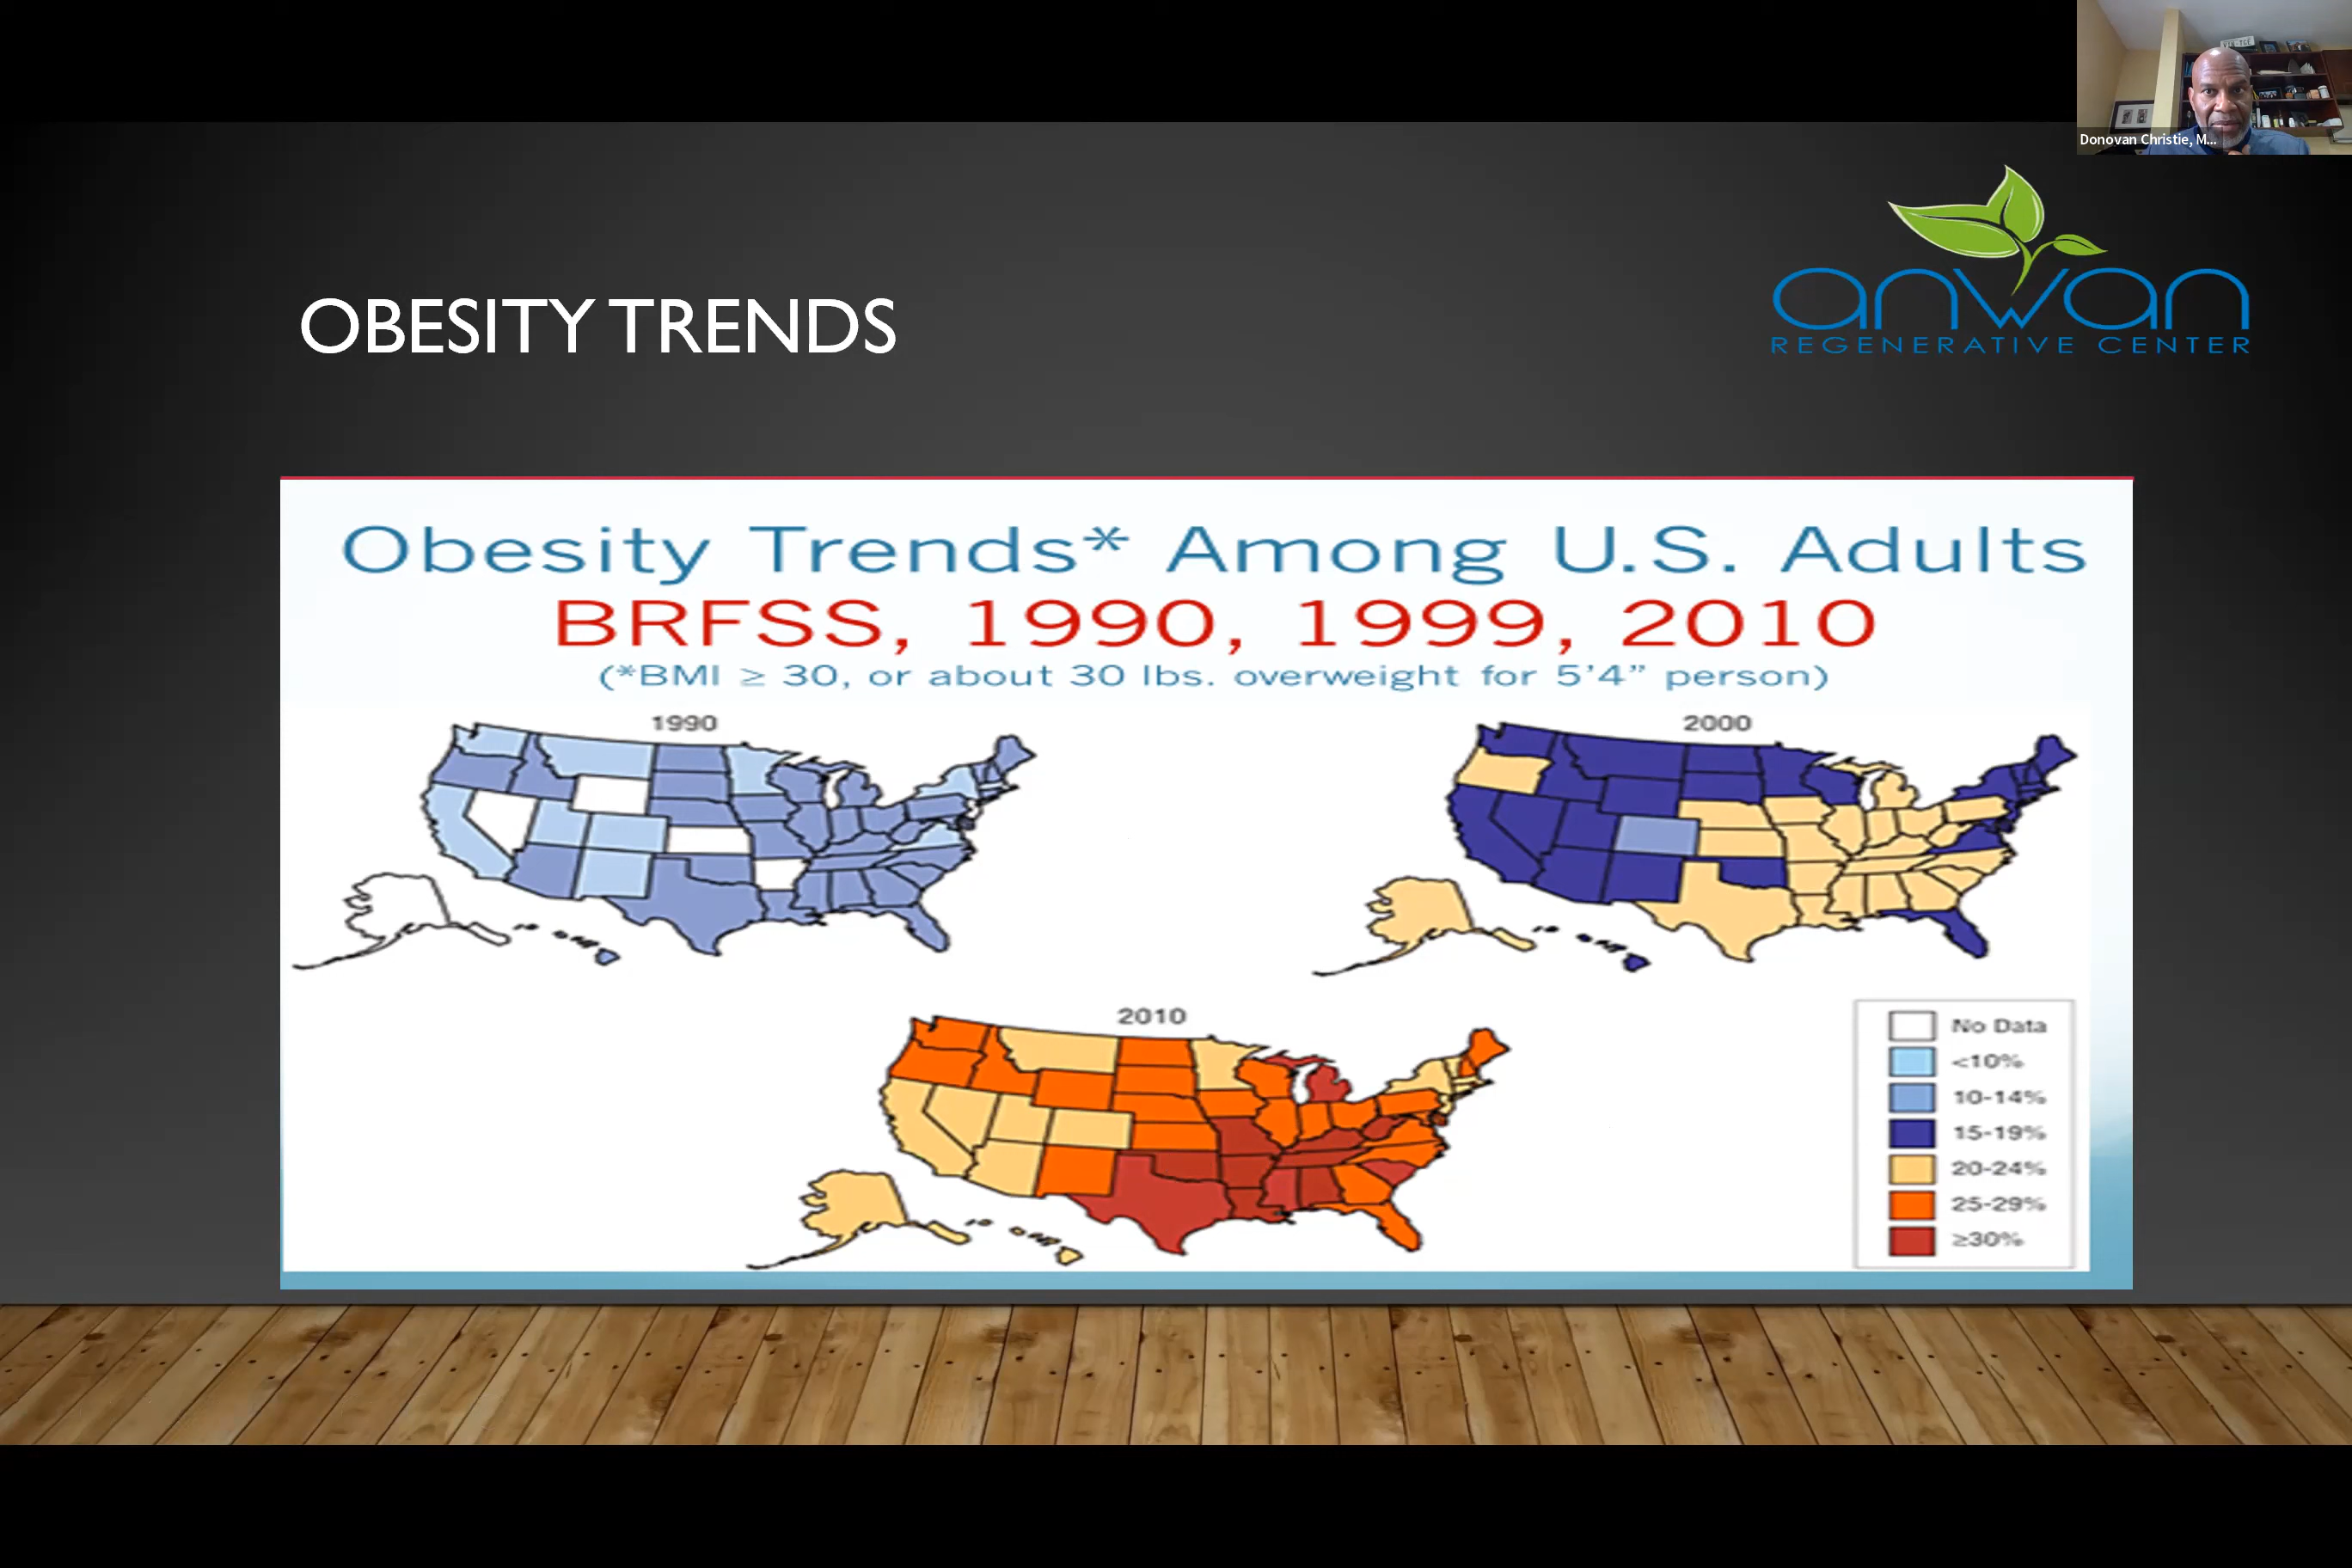 Donovan Christie, M...
anwan
REGENERATIVE CENTER
OBESITY TRENDS
Obesity Trends* Among U.S. Adults
BRFSS, 1990, 1999, 2010
(*BMI ≥ 30, or about 30 lbs. overweight for 5’4” person)
1990
2000
2010
No Data
<10%
10-14%
15-19%
20-24%
25-29%
≥30%